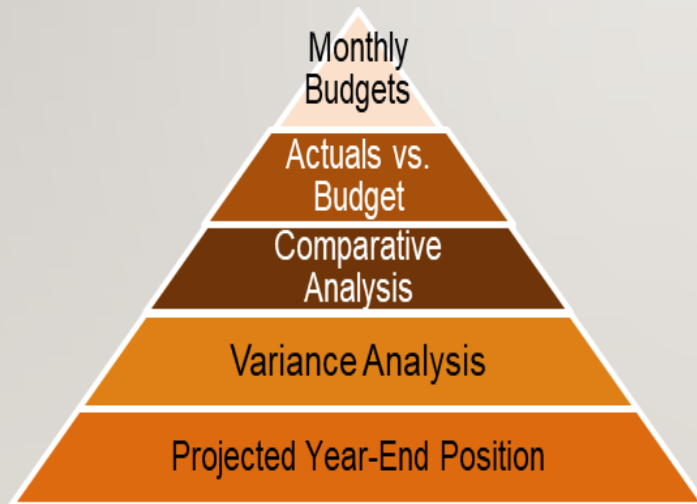 Monthly
Budgets
Actuals vs.
Budget
Comparative
Analysis
Variance Analysis
Projected Year-End Position